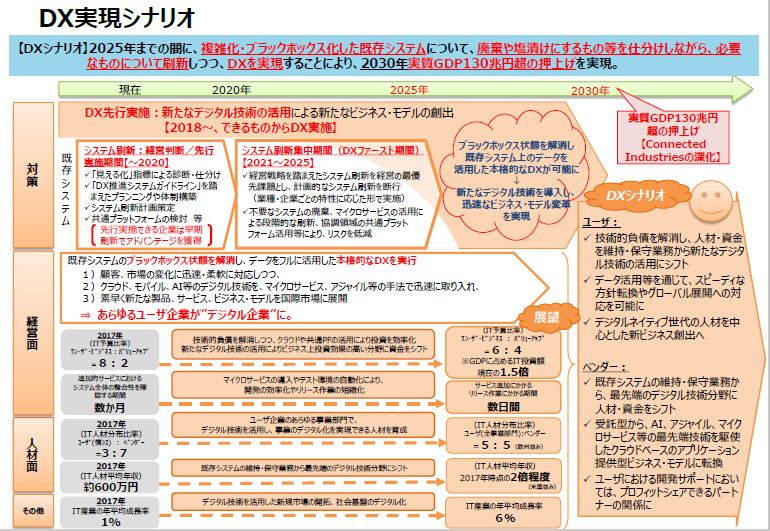 DX実現シナリオ
【DXシナリオ】2025年までの間に、複雑化・ブラックボックス化した既存システムについて、廃棄や塩漬けにするもの等を仕分けしながら、必要
なものについて刷新しつつ、DXを実現することにより、2030年実質GDP130兆円超の押上げを実現。
現在
2020年
2025年
2030年
実質GDP130兆円
超の押上げ
【Connected
Industriesの深化】
対策
DX先行実施：新たなデジタル技術の活用による新たなビジネス・モデルの創出
【2018～、できるものからDX実施】
既存システム
システム刷新：経営判断／先行
実施期間【～2020】
✓「見える化」指標による診断・仕分け
✓「DX推進システムガイドライン」を踏
まえたプランニングや体制構築
✓システム刷新計画策定
✓共通プラットフォームの検討　等
先行実施できる企業は早期
刷新でアドバンテージを獲得
システム刷新集中期間（DXファースト期間）
【2021～2025】
✓経営戦略を踏まえたシステム刷新を経営の最優
先課題とし、計画的なシステム刷新を断行
（業種・企業ごとの特性に応じた形で実施）
✓不要なシステムの廃棄、マイクロサービスの活用によ
る段階的な刷新、協調領域の共通プラット
フォーム活用等により、リスクを低減
ブラックボックス状態を解消し
既存システム上のデータを
活用した本格的なDXが可能に
↓
新たなデジタル技術を導入し、
迅速なビジネス・モデル変革
を実現
DXシナリオ
ユーザ：
✓ 技術的負債を解消し、人材・資金
を維持・保守業務から新たなデジタ
ル技術の活用にシフト
✓ データ活用等を通じて、スピーディな
方針転換やグローバル展開への対
応を可能に
✓ デジタルネイティブ世代の人材を中
心とした新ビジネス創出へ
ベンダー：
✓ 既存システムの維持・保守業務か
ら、最先端のデジタル技術分野に
人材・資金をシフト
✓ 受託型から、AI、アジャイル、マイク
ロサービス等の最先端技術を駆使し
たクラウドベースのアプリケーション
提供型ビジネス・モデルに転換
✓ ユーザにおける開発サポートにおい
ては、プロフィットシェアできるパート
ナーの関係に
既存システムのブラックボックス状態を解消し、データをフルに活用した本格的なDXを実行
１）顧客、市場の変化に迅速・柔軟に対応しつつ、
２）クラウド、モバイル、AI等のデジタル技術を、マイクロサービス、アジャイル等の手法で迅速に取り入れ、
３）素早く新たな製品、サービス、ビジネス・モデルを国際市場に展開
⇒ あらゆるユーザ企業が“デジタル企業”に。
展望
経営面
2017年
（IT予算比率）
ラン・ザ・ビジネス：バリューアップ
＝８：２
技術的負債を解消しつつ、クラウドや共通PFの活用により投資を効率化
新たなデジタル技術の活用によりビジネス上投資効果の高い分野に資金をシフト
（IT予算比率）
ラン・ザ・ビジネス：バリューアップ
＝６：４
※GDPに占めるIT投資額
現在の1.5倍
追加的サービスにおける
システム全体の整合性を確
認する期間
数か月
マイクロサービスの導入やテスト環境の自動化により、
開発の効率化やリリース作業の短縮化
サービス追加にかかる
リリース作業にかかる期間
数日間
人材面
2017年
（IT人材分布比率）
ユーザ（情シス）：ベンダー
＝3：7
ユーザ企業のあらゆる事業部門で、
デジタル技術を活用し、事業のデジタル化を実現できる人材を育成
（IT人材分布比率）
ユーザ（全事業部門）：ベンダー
＝５：５（欧州並み）
2017年
（IT人材平均年収）
約600万円
既存システムの維持・保守業務から最先端のデジタル技術分野にシフト
（IT人材平均年収）
2017年時点の2倍程度
（米国並み）
その他
2017年
IT産業の年平均成長率
1%
デジタル技術を活用した新規市場の開拓、社会基盤のデジタル化
IT産業の年平均成長率
6%